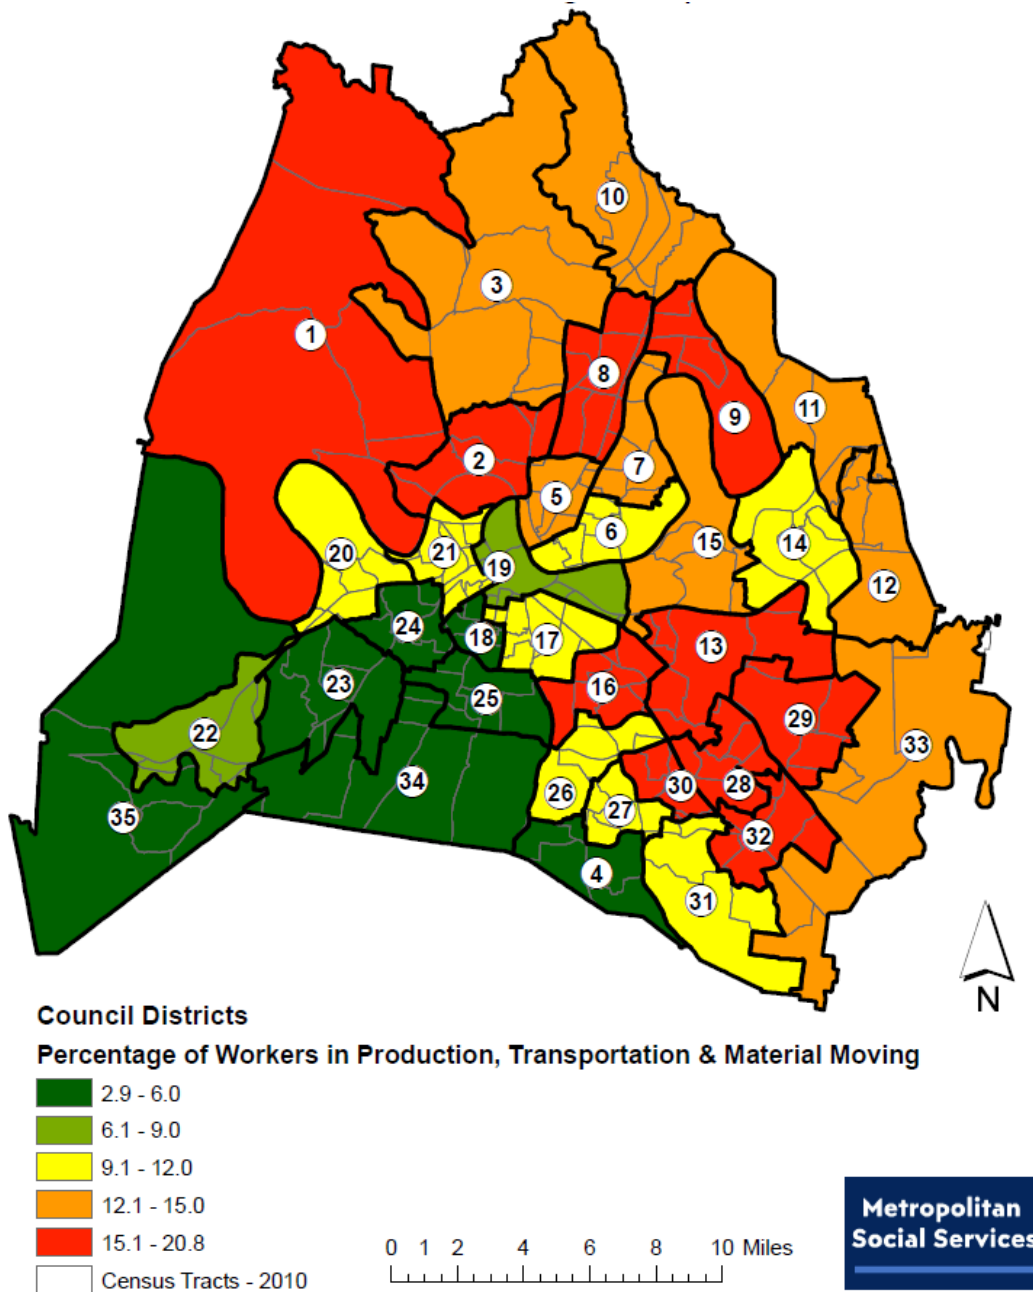 10
3
1
8
11
9
2
7
5
6
15
14
20
21
19
12
24
18
17
13
23
25
16
29
22
33
34
26
30
28
27
35
32
4
31
N
Council Districts
Percentage of Workers in Production, Transportation & Material Moving
2.9 - 6.0
6.1 - 9.0
9.1 - 12.0
12.1 - 15.0
15.1 - 20.8
Census Tracts - 2010
0 1 2 4 6 8 10 Miles
Metropolitan
Social Services